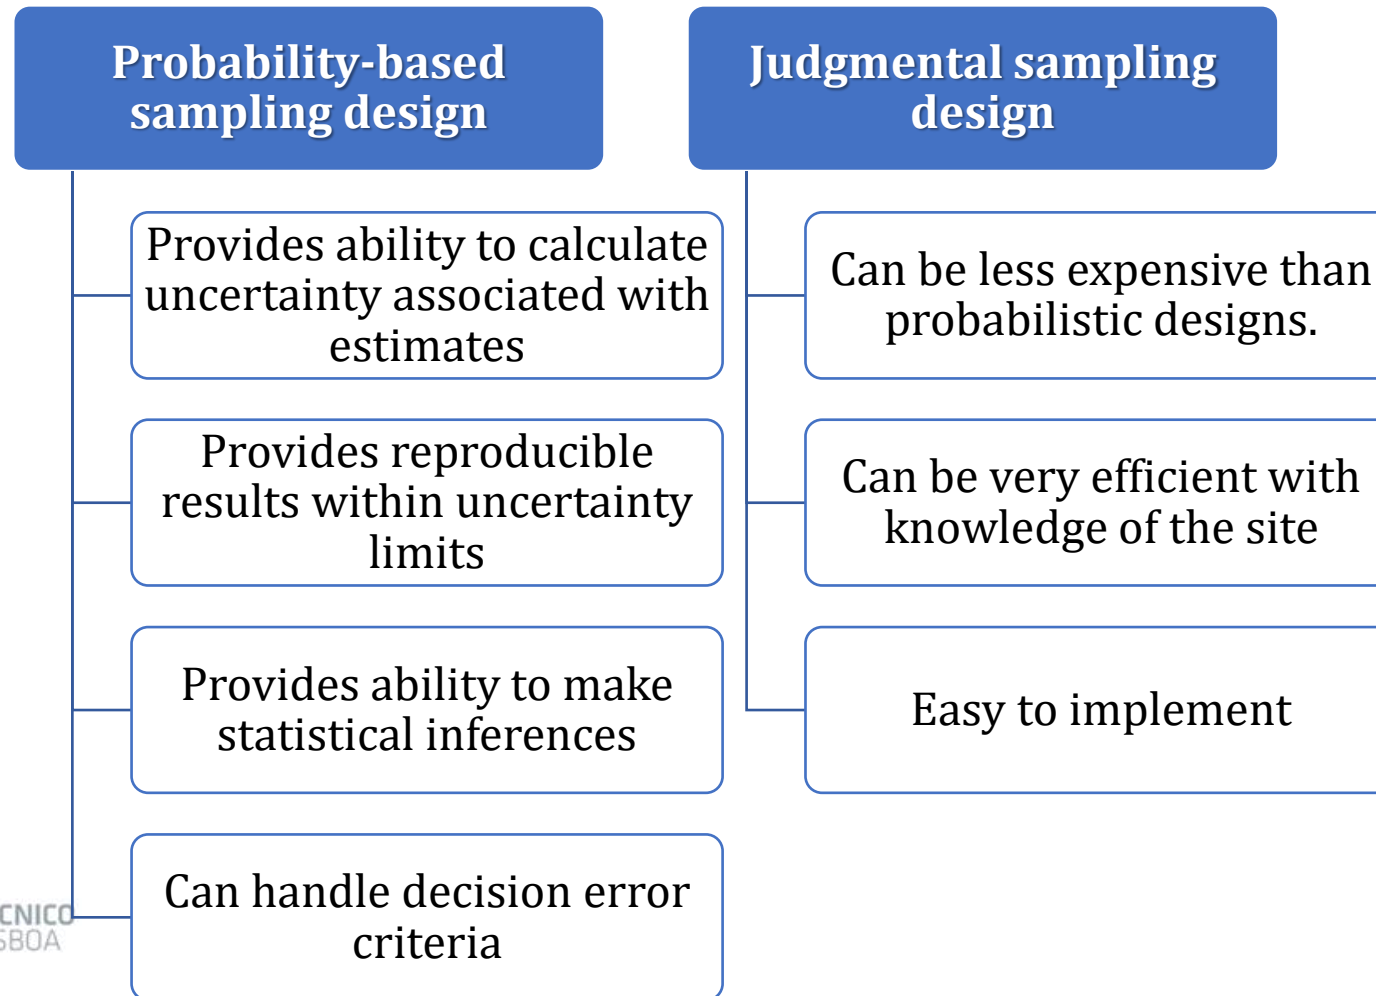 Probability-based
sampling design
Provides ability to calculate
uncertainty associated with
estimates
Provides reproducible
results within uncertainty
limits
Provides ability to make
statistical inferences
Can handle decision error
criteria
Judgmental sampling
design
Can be less expensive than
probabilistic designs.
Can be very efficient with
knowledge of the site
Easy to implement
CNICO
SBOA